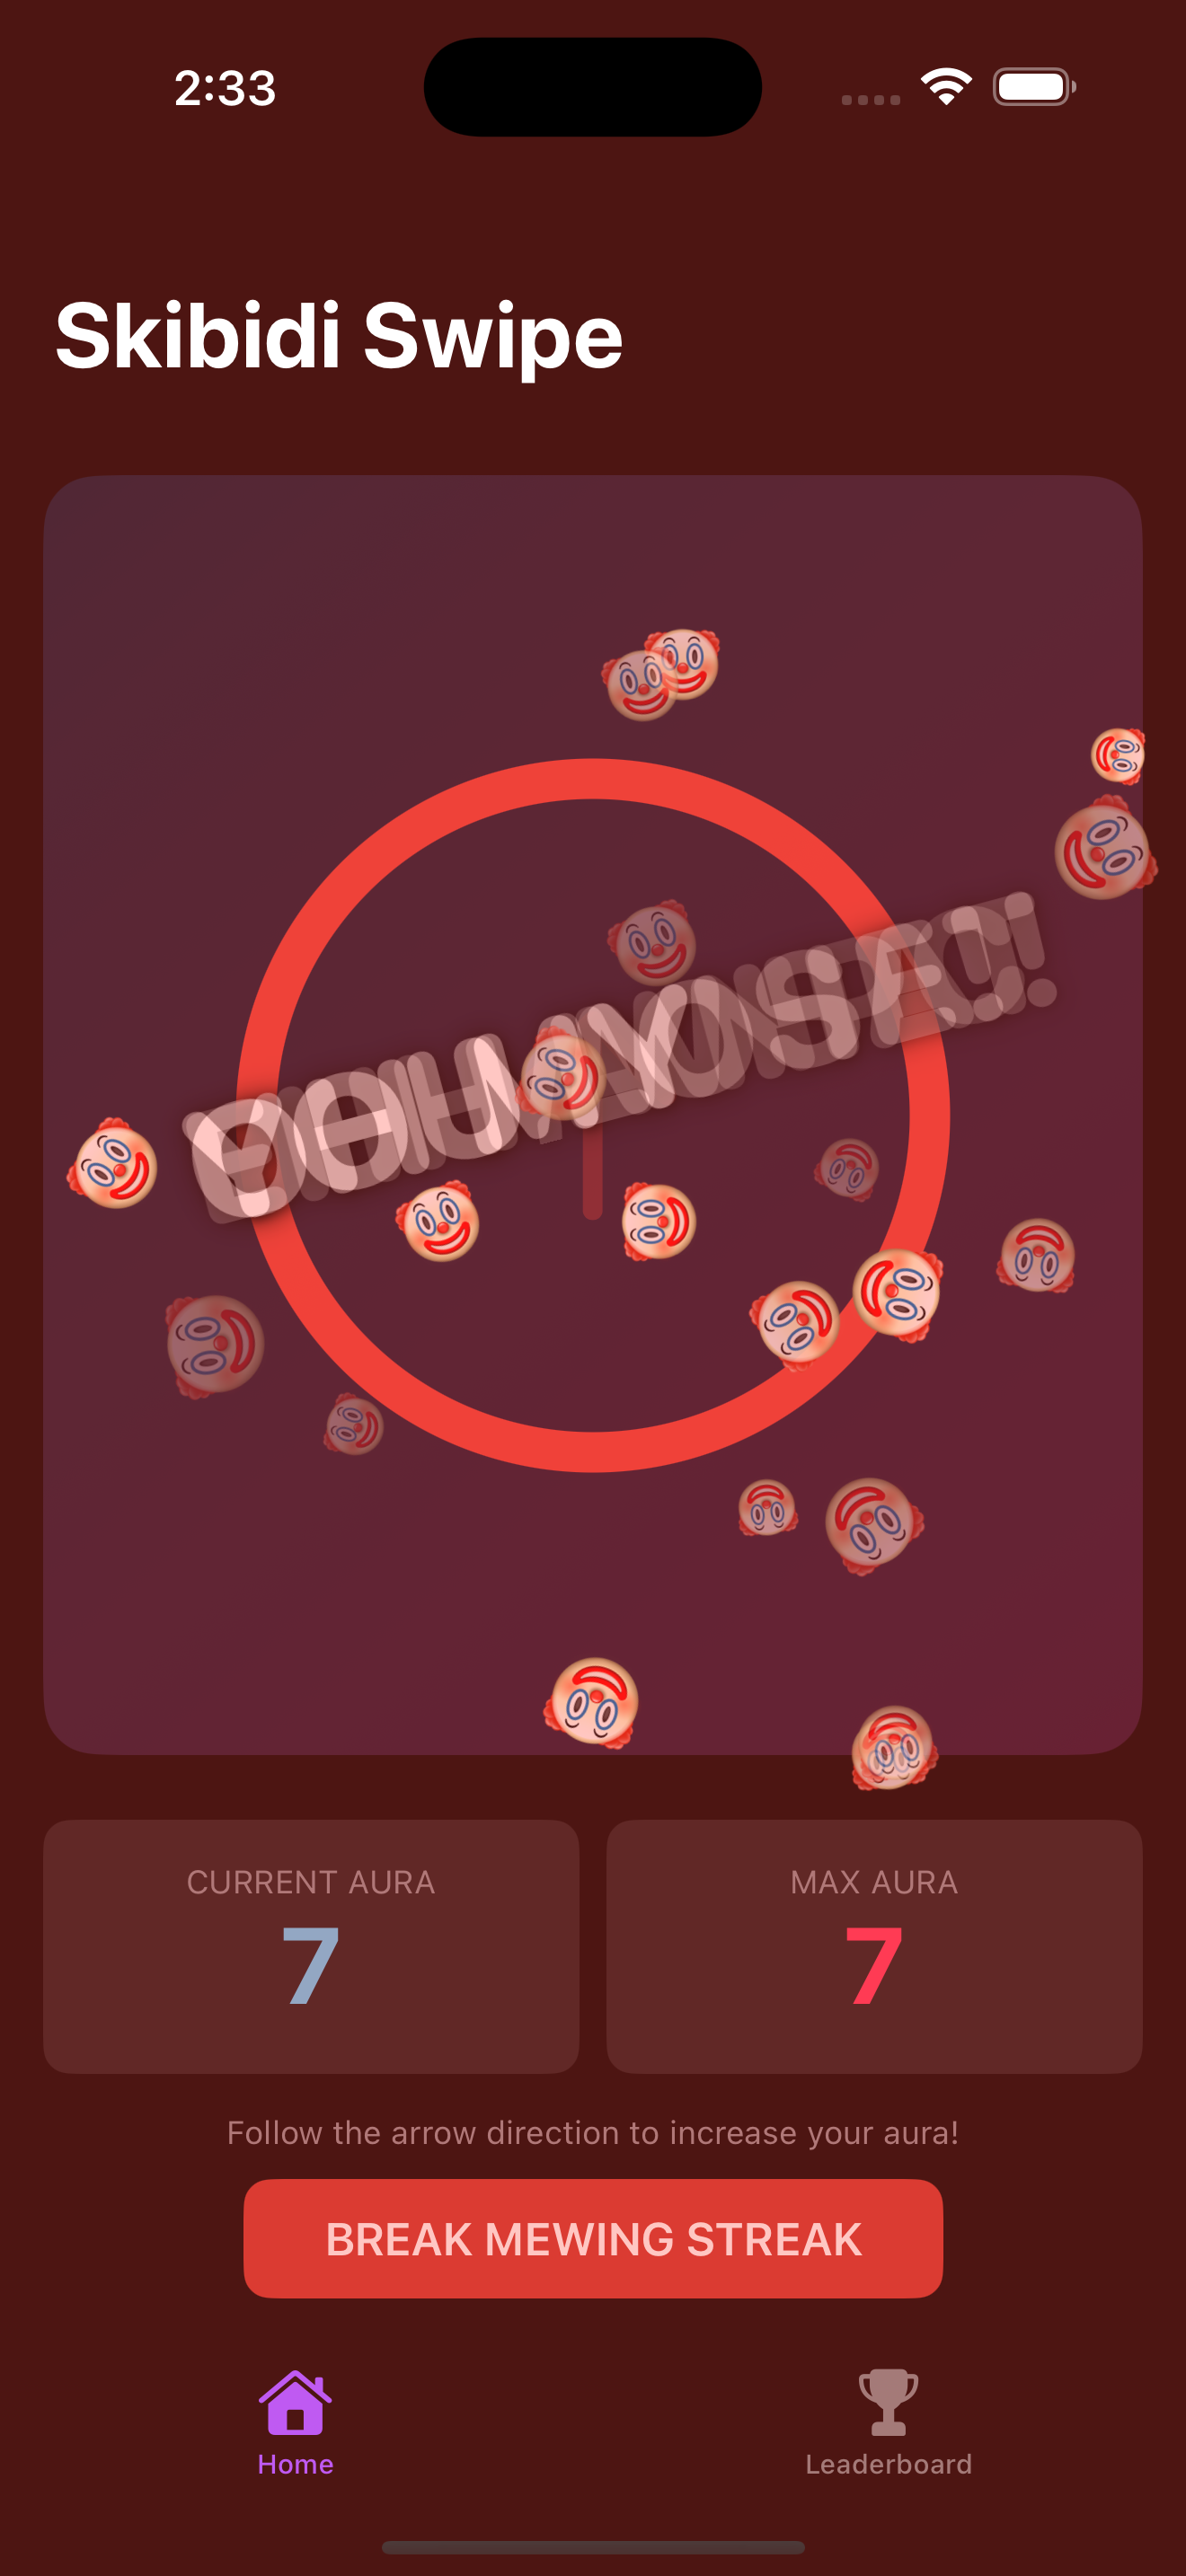 2:33
Skibidi Swipe
CURRENT AURA
7
MAX AURA
7
Follow the arrow direction to increase your aura!
BREAK MEWING STREAK
Home
Leaderboard